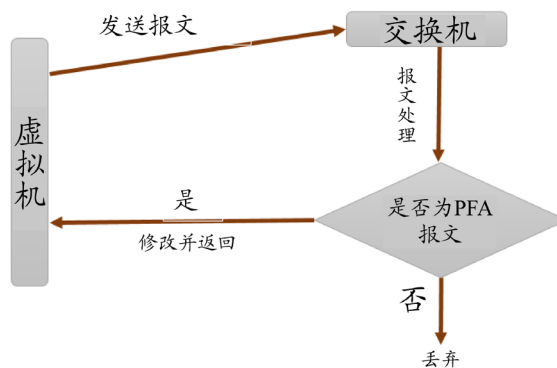 发送报文
交换机
虚拟机
报文处理
是否为PFA
报文
是
修改并返回
否
丢弃